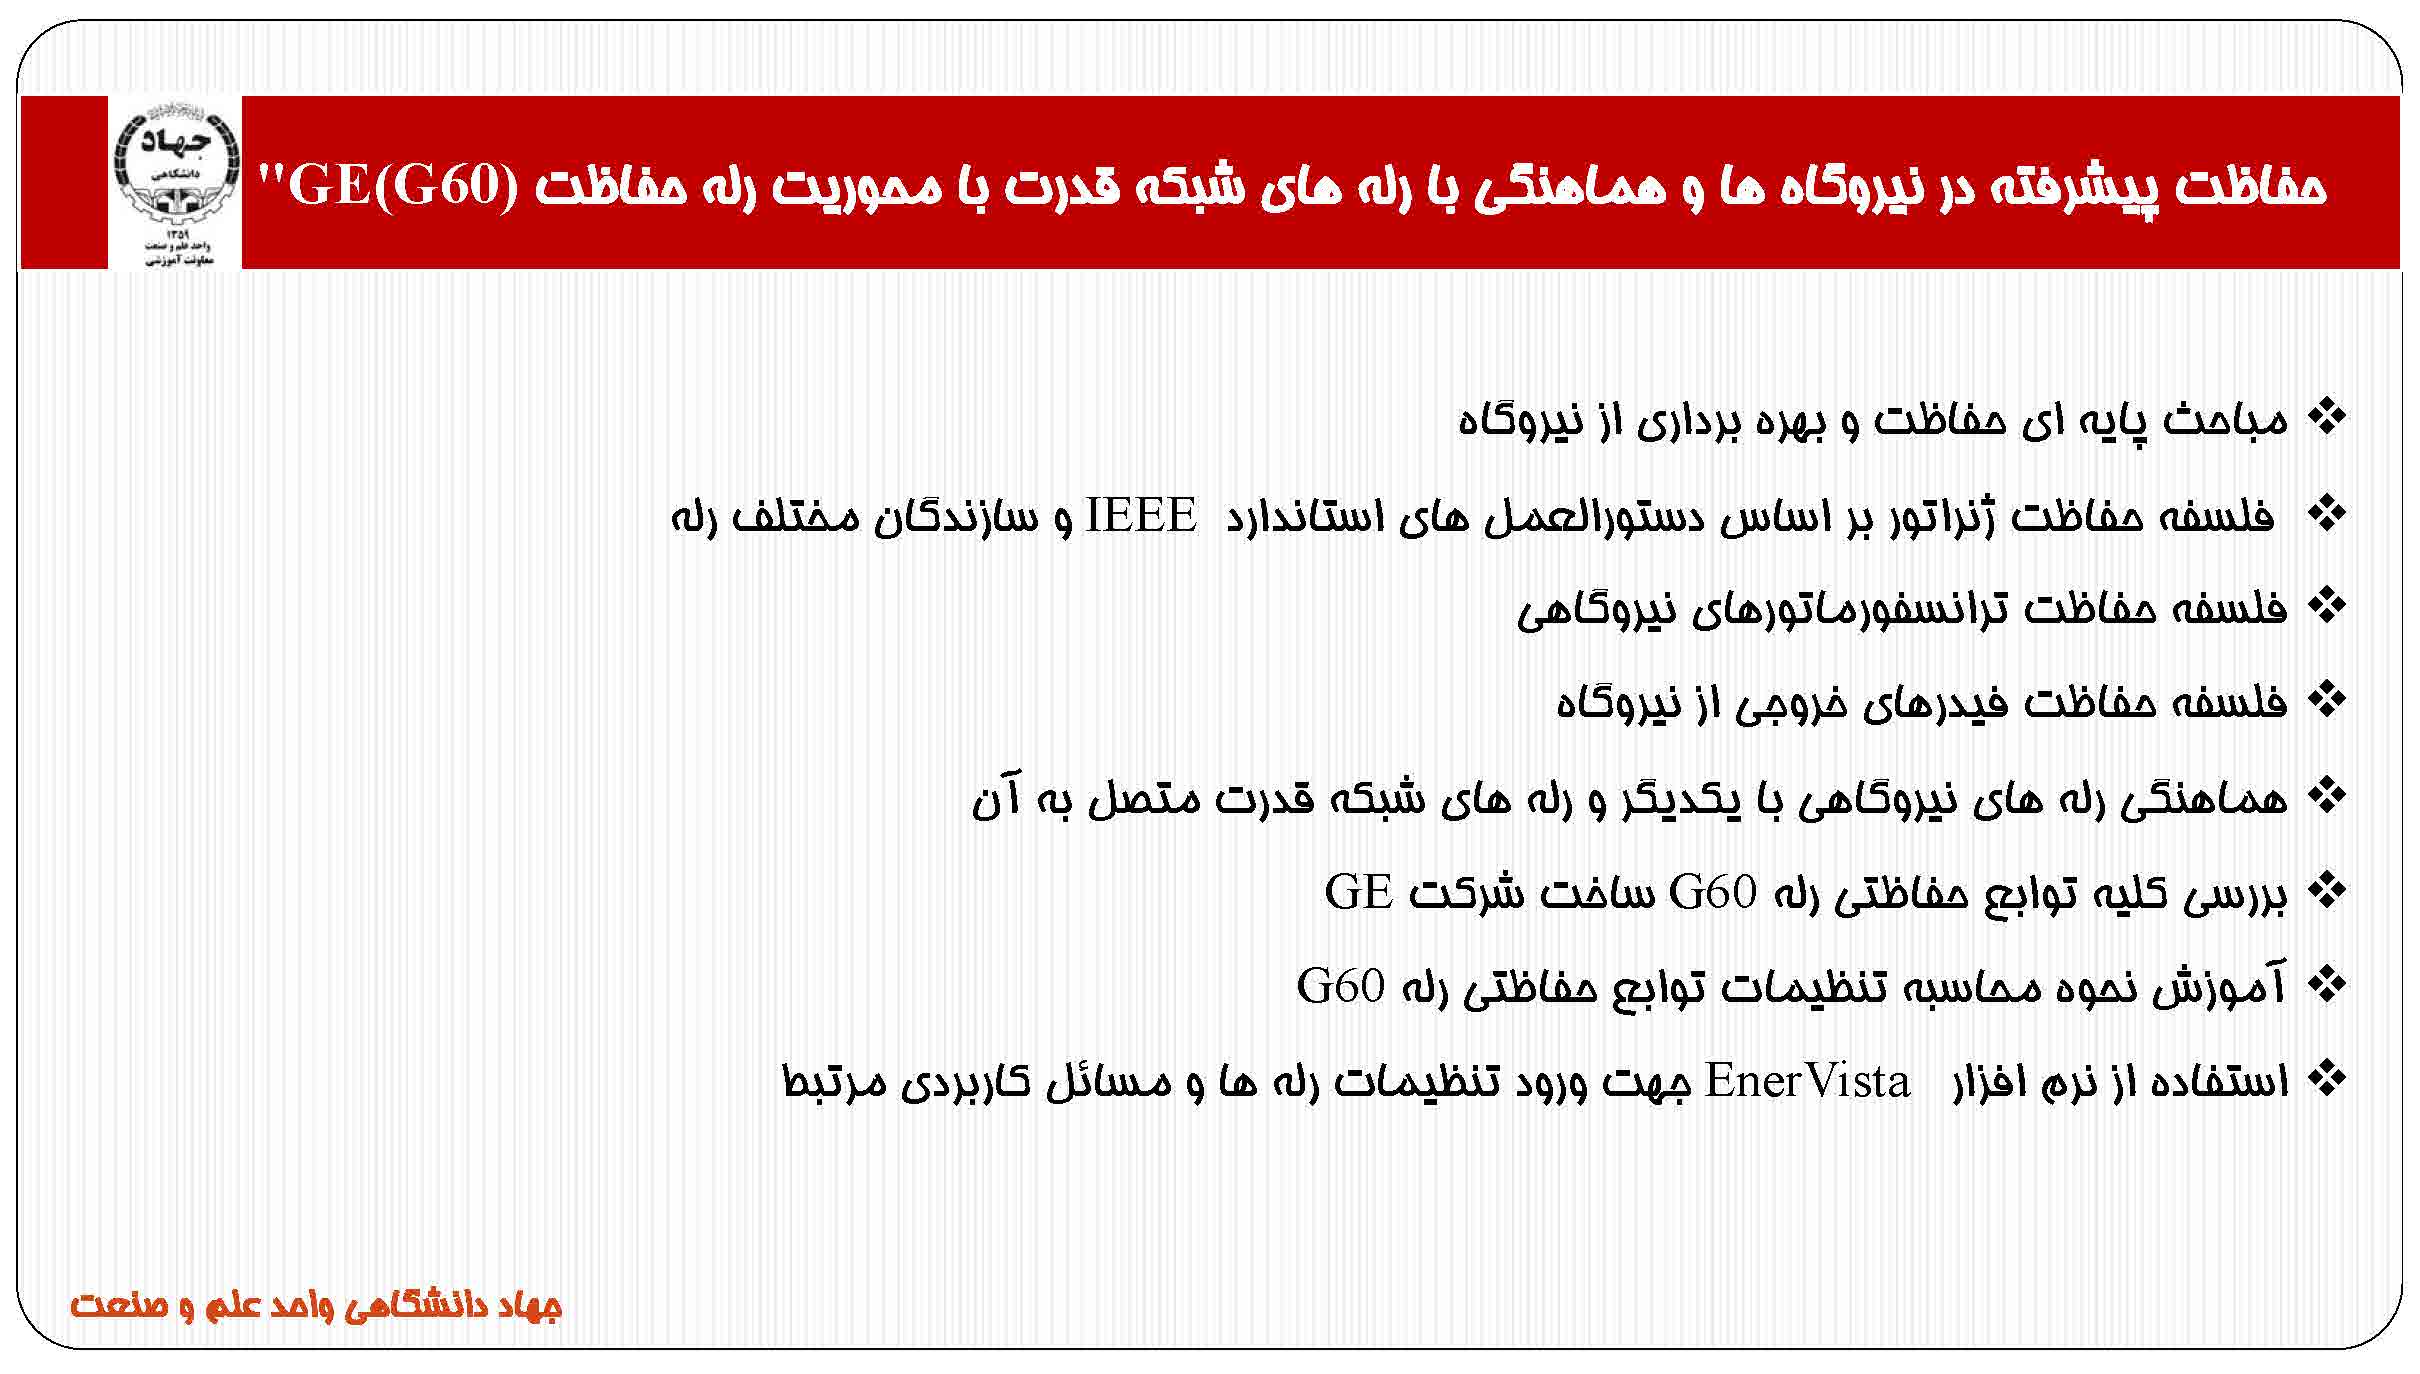 حفاظت پیشرفته در نیروگاه ها و هماهنگی با رله های شبکه قدرت با محوریت رله حفاظت GE(G60)"
جهاد
دانشگاهی
۱۳۵۹
واحد علم و صنعت
معاونت آموزشی
❖ مباحث پایه ای حفاظت و بهره برداری از نیروگاه
❖ فلسفه حفاظت ژنراتور بر اساس دستورالعمل های استاندارد IEEE و سازندگان مختلف رله
❖ فلسفه حفاظت ترانسفورماتورهای نیروگاهی
❖ فلسفه حفاظت فیدرهای خروجی از نیروگاه
❖ هماهنگی رله های نیروگاهی با یکدیگر و رله های شبکه قدرت متصل به آن
❖ بررسی کلیه توابع حفاظتی رله G60 ساخت شرکت GE
❖ آموزش نحوه محاسبه تنظیمات توابع حفاظتی رله G60
❖ استفاده از نرم افزار EnerVista جهت ورود تنظیمات رله ها و مسائل کاربردی مرتبط
جهاد دانشگاهی واحد علم و صنعت